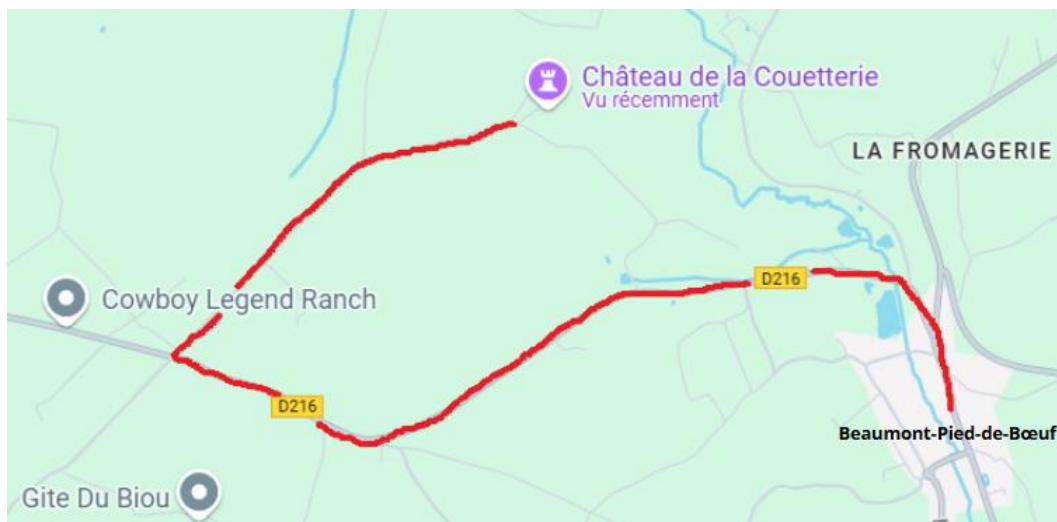 Château de la Couetterie
Vu récemment
LA FROMAGERIE
D216
Cowboy Legend Ranch
D216
Beaumont-Pied-de-Bœuf
Gite Du Biou